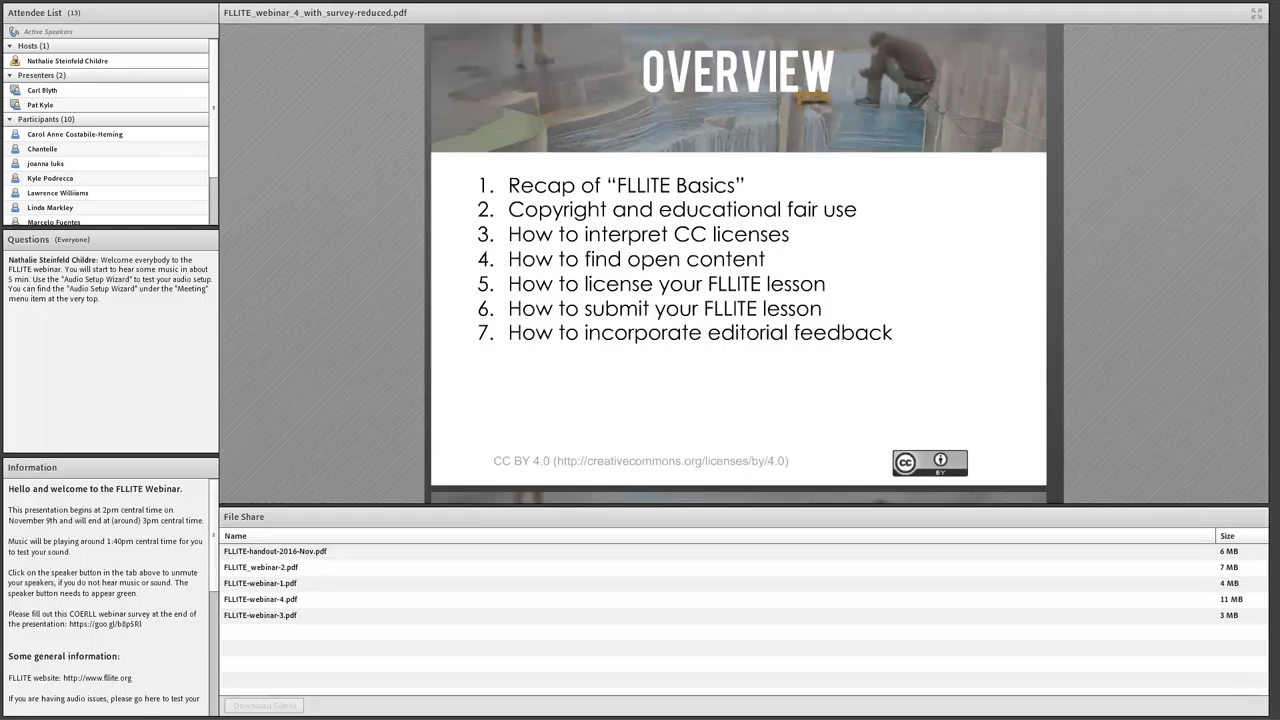 Attendee List (13)
Active Speakers
Hosts (1)
Nathalie Steinfeld Childre
Presenters (2)
Carl Blyth
Pat Kyle
Participants (10)
Carol Anne Costabile-Heming
Chantelle
joanna luks
Kyle Podrecca
Lawrence Williams
Linda Markley
Marcelo Fuentes
Questions (Everyone)
Nathalie Steinfeld Childre: Welcome everybody to the
FLLITE webinar. You will start to hear some music in about
5 min. Use the "Audio Setup Wizard" to test your audio setup.
You can find the "Audio Setup Wizard" under the "Meeting"
menu item at the very top.
Information
Hello and welcome to the FLLITE Webinar.
This presentation begins at 2pm central time on
November 9th and will end at (around) 3pm central time.
Music will be playing around 1:40pm central time for you
to test your sound.
Click on the speaker button in the tab above to unmute
your speakers, if you do not hear music or sound. The
speaker button needs to appear green.
Please fill out this COERLL webinar survey at the end of
the presentation: https://goo.gl/b8pSRl
Some general information:
FLLITE website: http://www.fllite.org
If you are having audio issues, please go here to test your
FLLITE_webinar_4_with_survey-reduced.pdf
OVERVIEW
1. Recap of “FLLITE Basics”
2. Copyright and educational fair use
3. How to interpret CC licenses
4. How to find open content
5. How to license your FLLITE lesson
6. How to submit your FLLITE lesson
7. How to incorporate editorial feedback
CC BY 4.0 (http://creativecommons.org/licenses/by/4.0)
cc
BY
File Share
Name Size
FLLITE-handout-2016-Nov.pdf 6 MB
FLLITE_webinar-2.pdf 7 MB
FLLITE-webinar-1.pdf 4 MB
FLLITE-webinar-4.pdf 11 MB
FLLITE-webinar-3.pdf 3 MB
Download File(s)